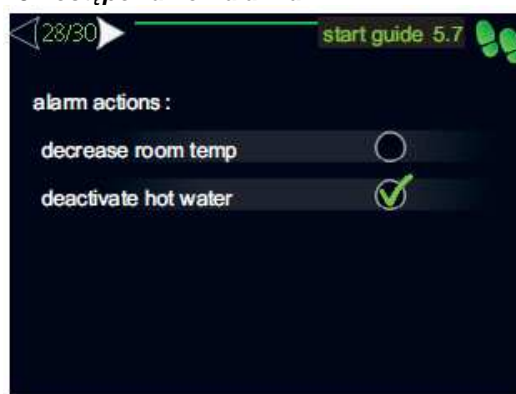 28/30
start guide 5.7
alarm actions :
decrease room temp
deactivate hot water